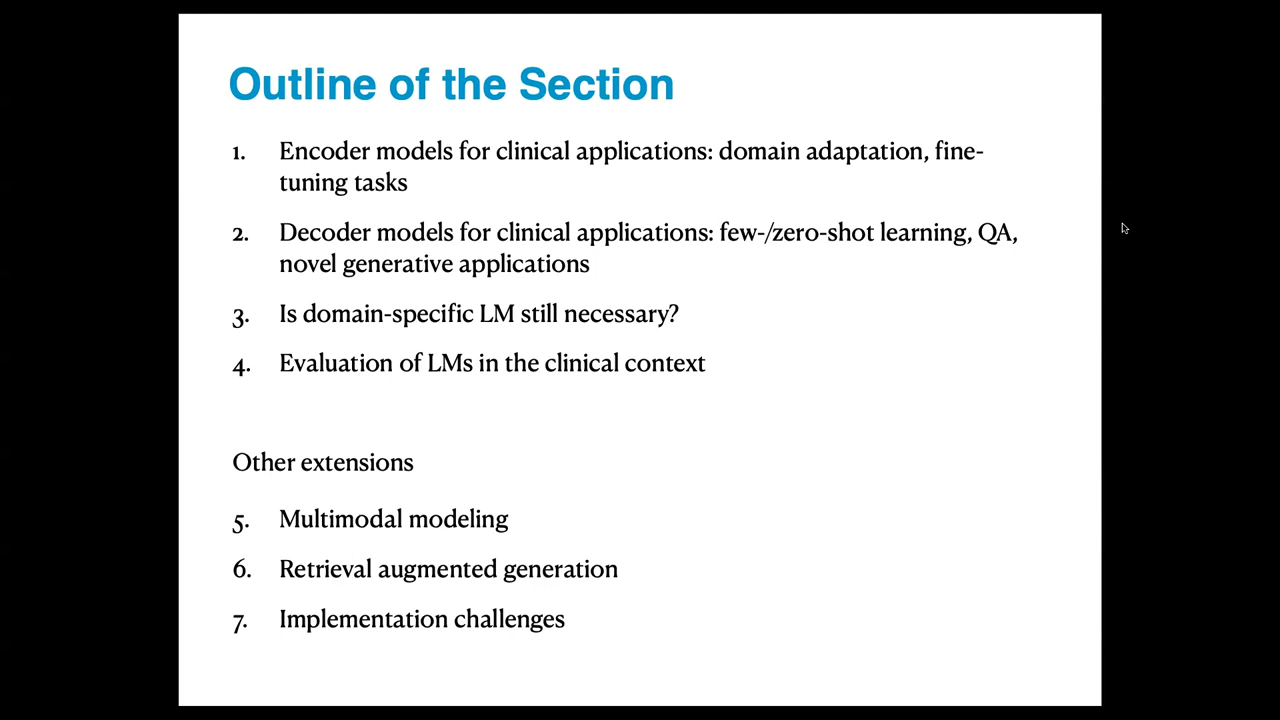 Outline of the Section
1. Encoder models for clinical applications: domain adaptation, fine-
tuning tasks
2. Decoder models for clinical applications: few-/zero-shot learning, QA,
novel generative applications
3. Is domain-specific LM still necessary?
4. Evaluation of LMs in the clinical context
Other extensions
5. Multimodal modeling
6. Retrieval augmented generation
7. Implementation challenges